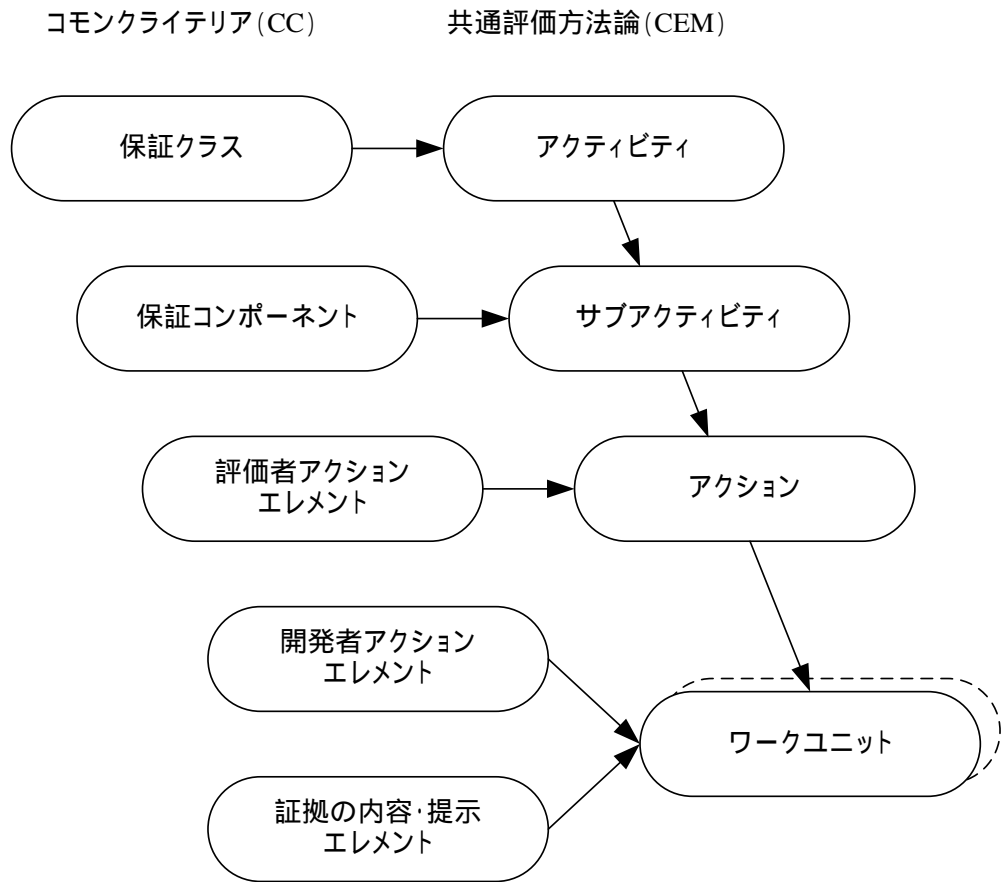 コモンクライテリア(CC)
共通評価方法論(CEM)
保証クラス
アクティビティ
保証コンポーネント
サブアクティビティ
評価者アクション
エレメント
アクション
開発者アクション
エレメント
ワークユニット
証拠の内容･提示
エレメント